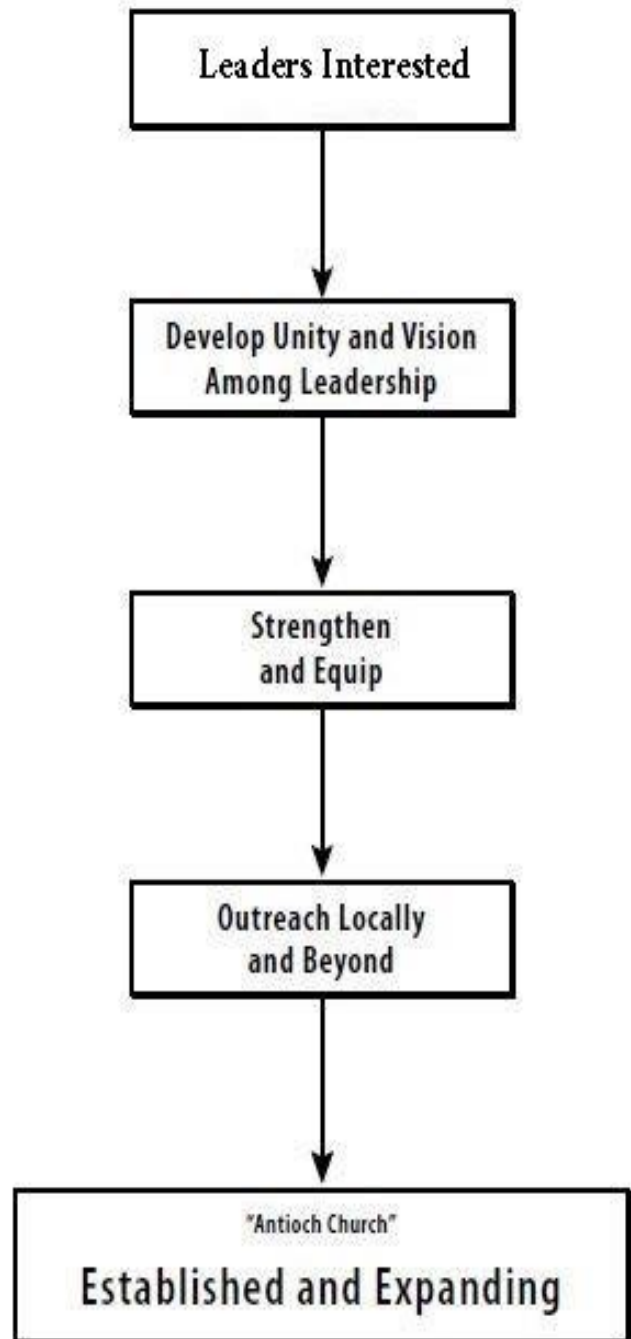 Leaders Interested
Develop Unity and Vision
Among Leadership
Strengthen
and Equip
Outreach Locally
and Beyond
"Antioch Church"
Established and Expanding